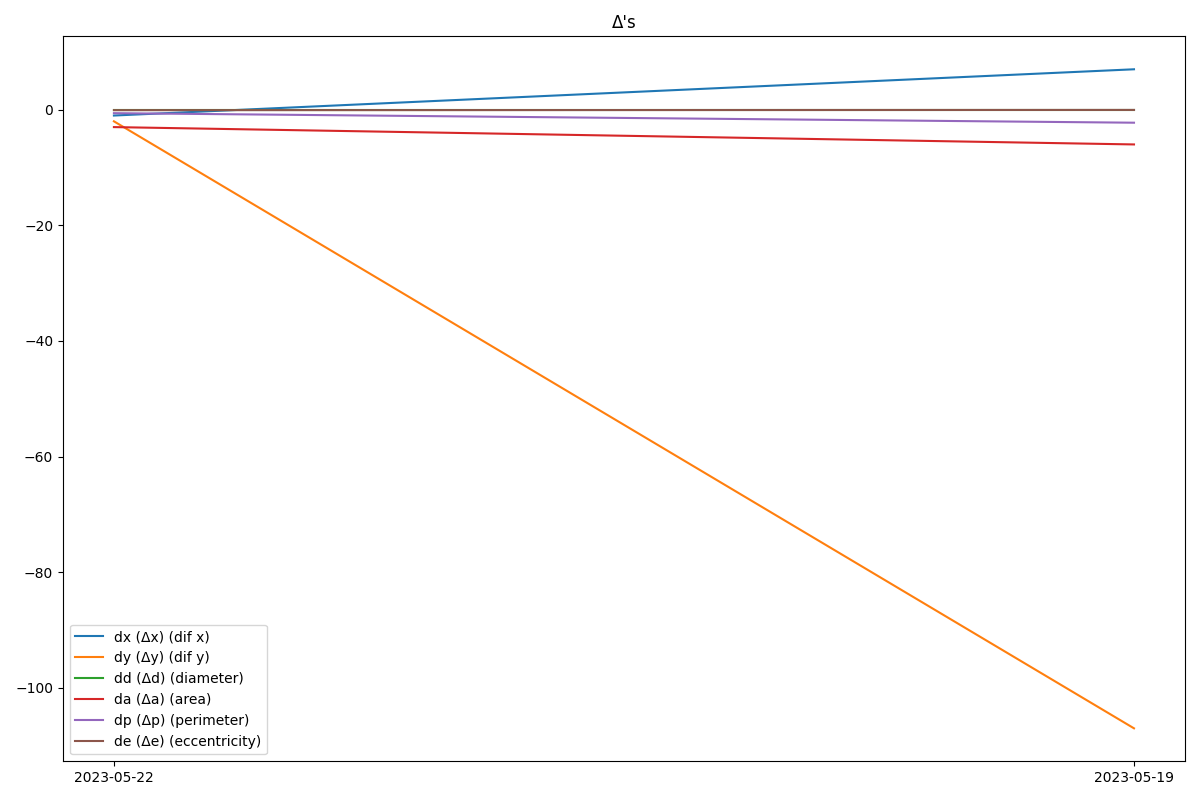 Δ's
0
−20
−40
−60
−80
−100
dx (Δx) (dif x)
dy (Δy) (dif y)
dd (Δd) (diameter)
da (Δa) (area)
dp (Δp) (perimeter)
de (Δe) (eccentricity)
2023-05-22
2023-05-19